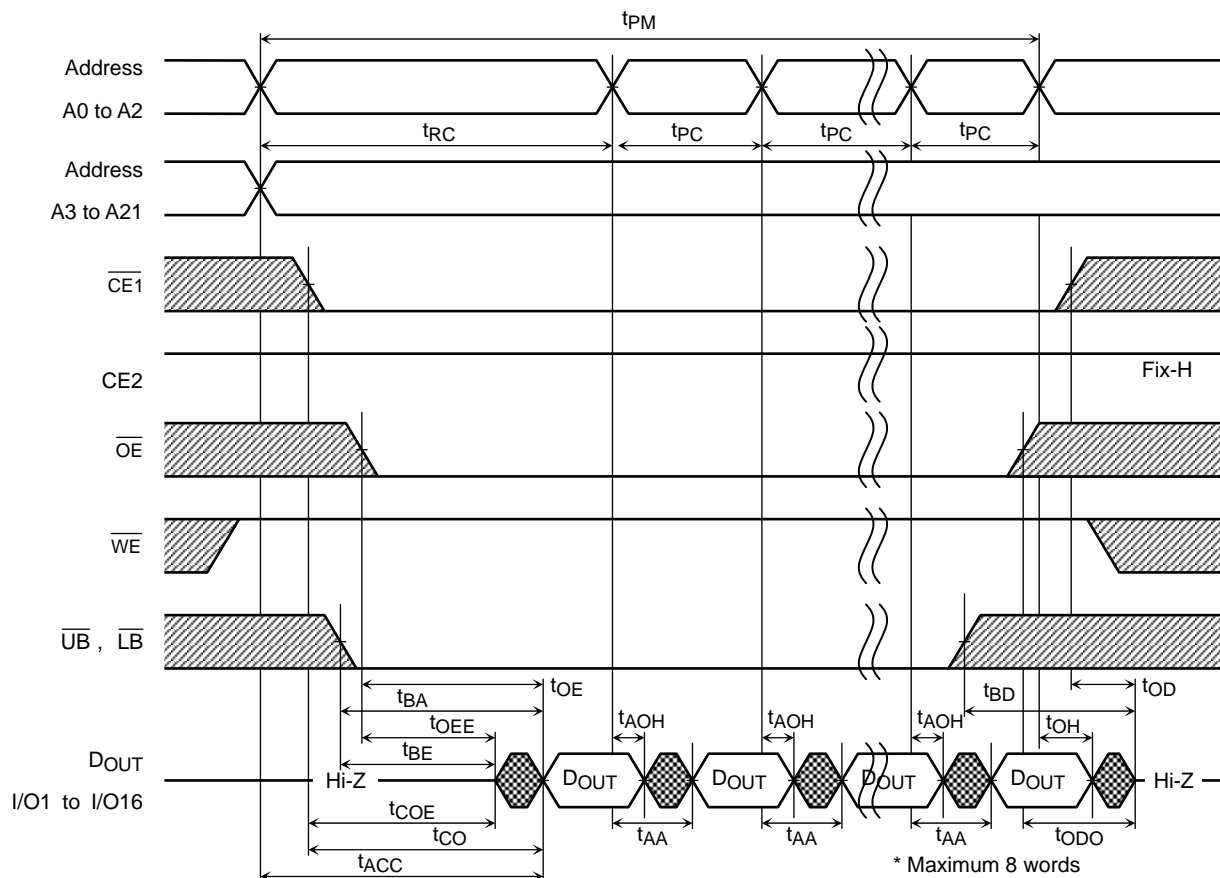 tPM
Address
A0 to A2
tRC
tPC
tPC
tPC
Address
A3 to A21
CE1
CE2
Fix-H
OE
WE
UB , LB
tOE
tOD
tBA
tBD
tOEE
tAOH
tAOH
tAOH
tOH
tBE
DOUT
I/O1 to I/O16
Hi-Z
DOUT
DOUT
DOUT
DOUT
Hi-Z
tCOE
tAA
tAA
tAA
tODO
tCO
tACC
* Maximum 8 words